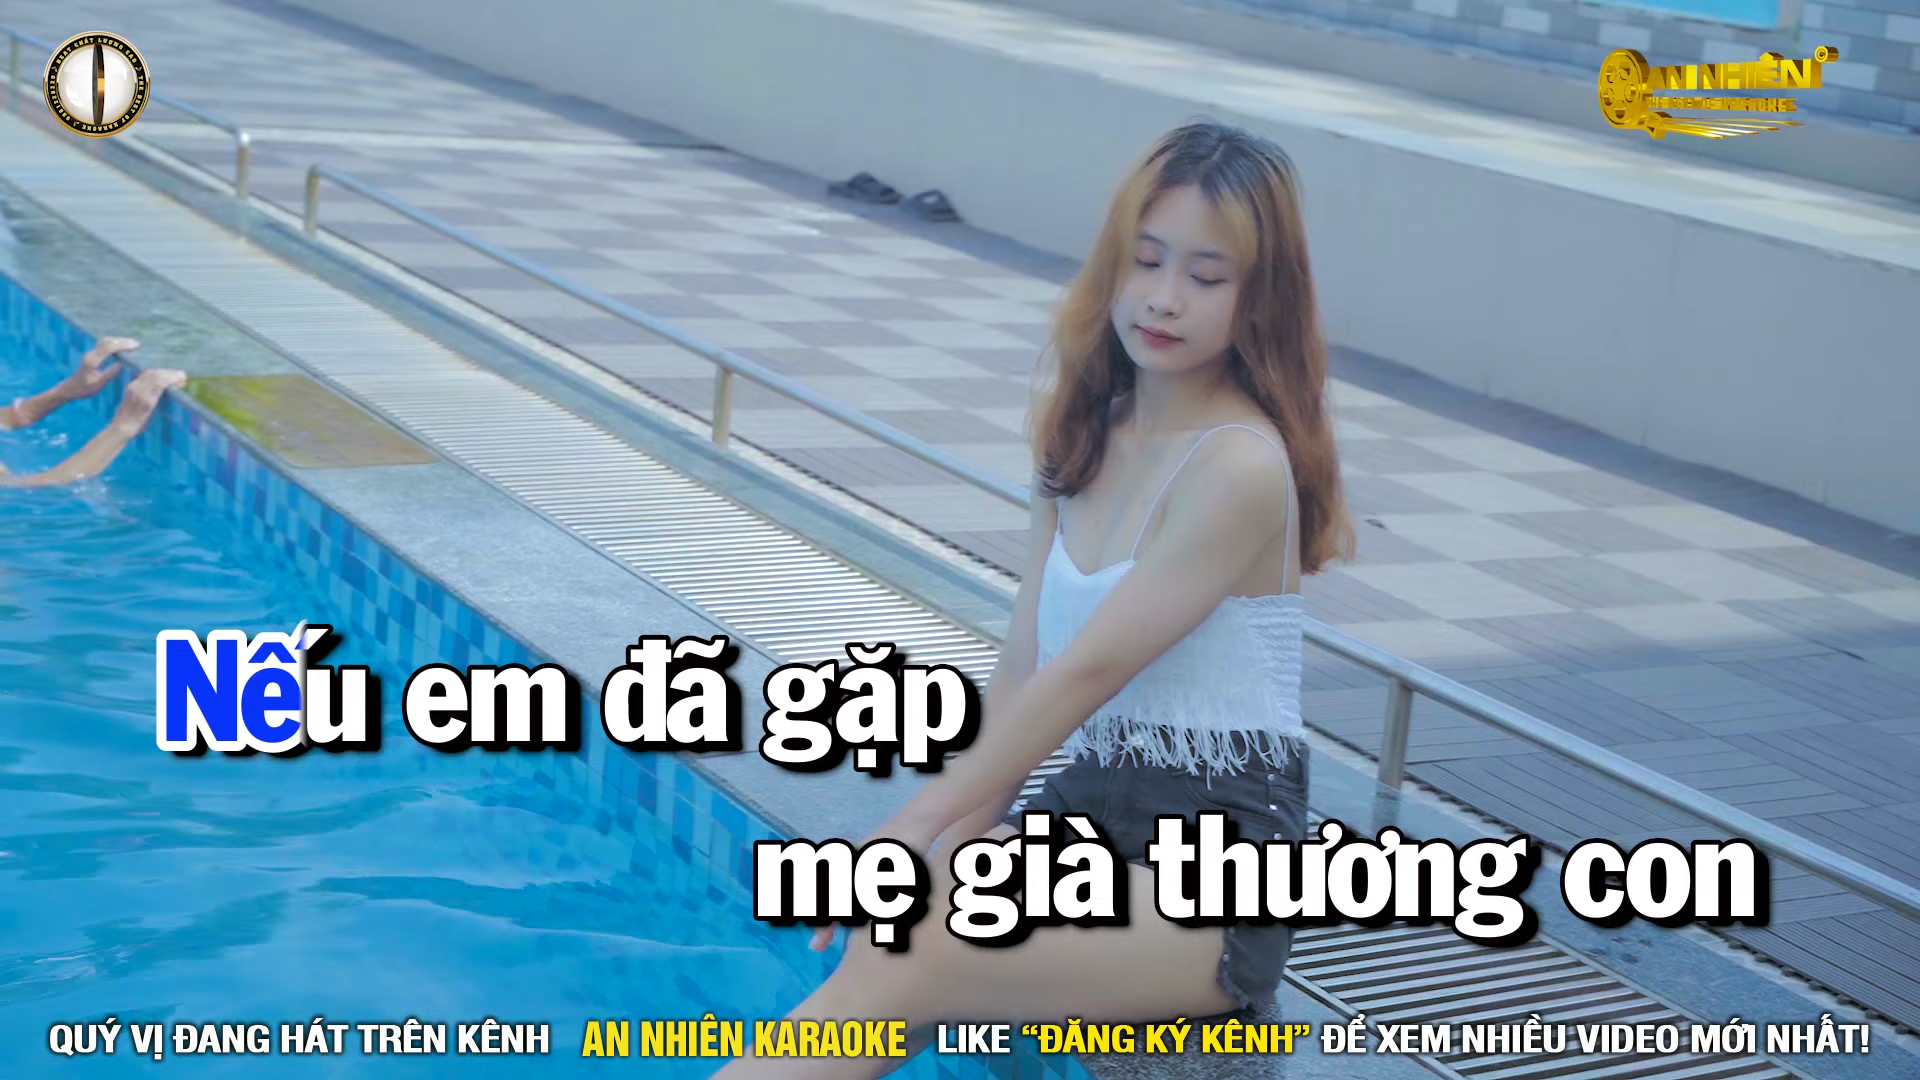 AN NHIÊN
Nếu em đã gặp
mẹ già thương con
QUÝ VỊ ĐANG HÁT TRÊN KÊNH AN NHIÊN KARAOKE LIKE “ĐĂNG KÝ KÊNH” ĐỂ XEM NHIỀU VIDEO MỚI NHẤT!